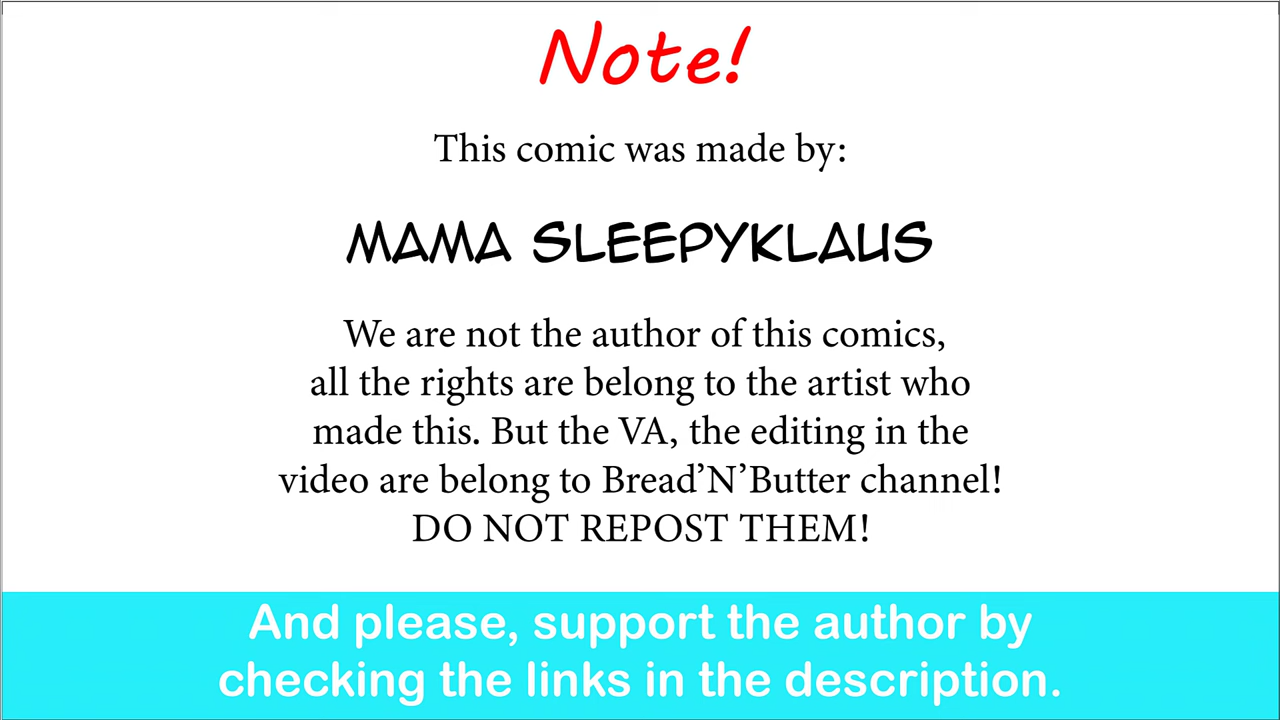 Note!
This comic was made by:
MAMA SLEEPYKLAUS
We are not the author of this comics,
all the rights are belong to the artist who
made this. But the VA, the editing in the
video are belong to Bread’N’Butter channel!
DO NOT REPOST THEM!
And please, support the author by
checking the links in the description.